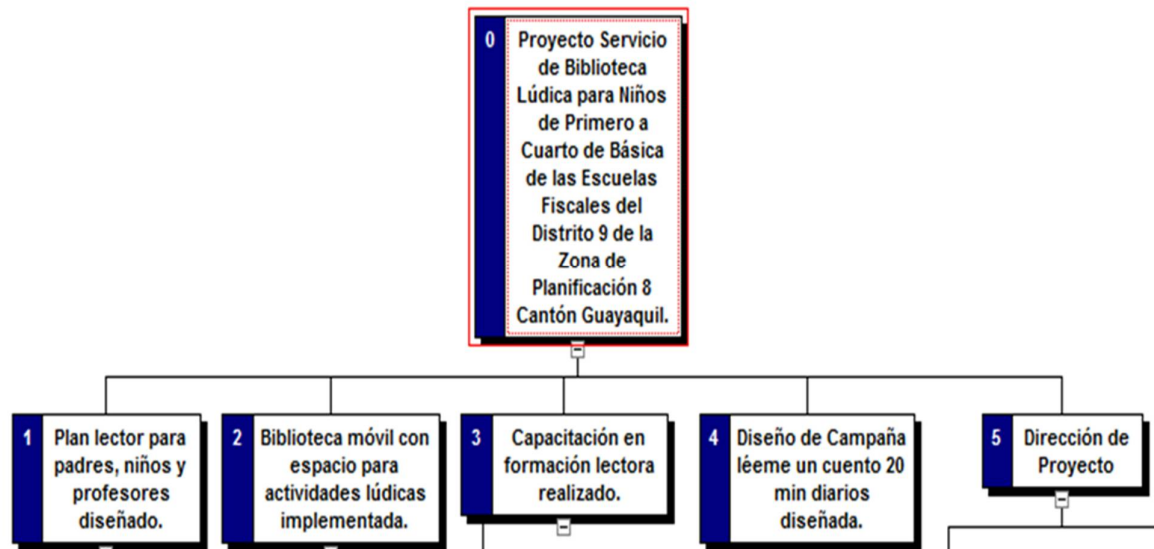 0
Proyecto Servicio
de Biblioteca
Lúdica para Niños
de Primero a
Cuarto de Básica
de las Escuelas
Fiscales del
Distrito 9 de la
Zona de
Planificación 8
Cantón Guayaquil.
1
Plan lector para
padres, niños y
profesores
diseñado.
2
Biblioteca móvil con
espacio para
actividades lúdicas
implementada.
3
Capacitación en
formación lectora
realizado.
4
Diseño de Campaña
léeme un cuento 20
min diarios
diseñada.
5
Dirección de
Proyecto